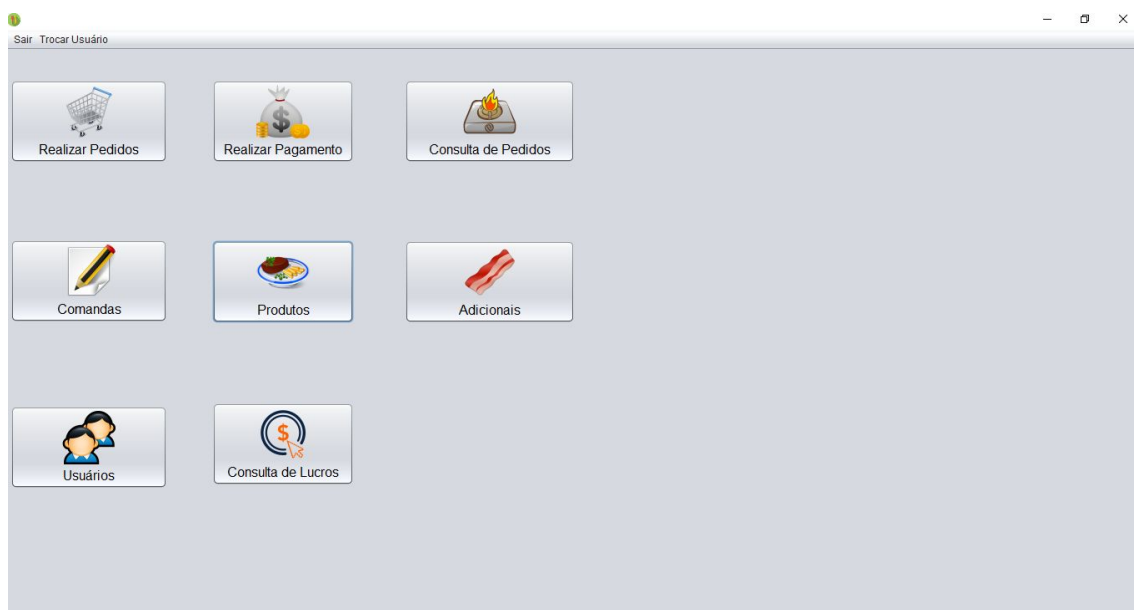 Sair Trocar Usuário
Realizar Pedidos
Realizar Pagamento
Consulta de Pedidos
Comandas
Produtos
Adicionais
Usuários
Consulta de Lucros